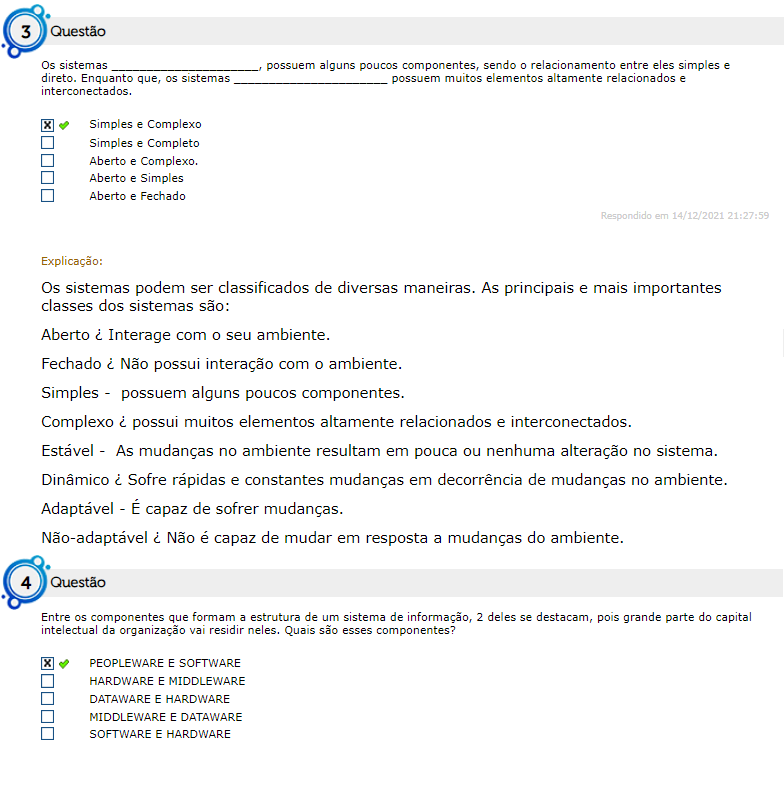 3 Questão
Os sistemas _____________________, possuem alguns poucos componentes, sendo o relacionamento entre eles simples e
direto. Enquanto que, os sistemas ______________________ possuem muitos elementos altamente relacionados e
interconectados.
Simples e Complexo
Simples e Completo
Aberto e Complexo.
Aberto e Simples
Aberto e Fechado
Respondido em 14/12/2021 21:27:59
Explicação:
Os sistemas podem ser classificados de diversas maneiras. As principais e mais importantes
classes dos sistemas são:
Aberto ¿ Interage com o seu ambiente.
Fechado ¿ Não possui interação com o ambiente.
Simples - possuem alguns poucos componentes.
Complexo ¿ possui muitos elementos altamente relacionados e interconectados.
Estável - As mudanças no ambiente resultam em pouca ou nenhuma alteração no sistema.
Dinâmico ¿ Sofre rápidas e constantes mudanças em decorrência de mudanças no ambiente.
Adaptável - É capaz de sofrer mudanças.
Não-adaptável ¿ Não é capaz de mudar em resposta a mudanças do ambiente.
4 Questão
Entre os componentes que formam a estrutura de um sistema de informação, 2 deles se destacam, pois grande parte do capital
intelectual da organização vai residir neles. Quais são esses componentes?
PEOPLEWARE E SOFTWARE
HARDWARE E MIDDLEWARE
DATAWARE E HARDWARE
MIDDLEWARE E DATAWARE
SOFTWARE E HARDWARE